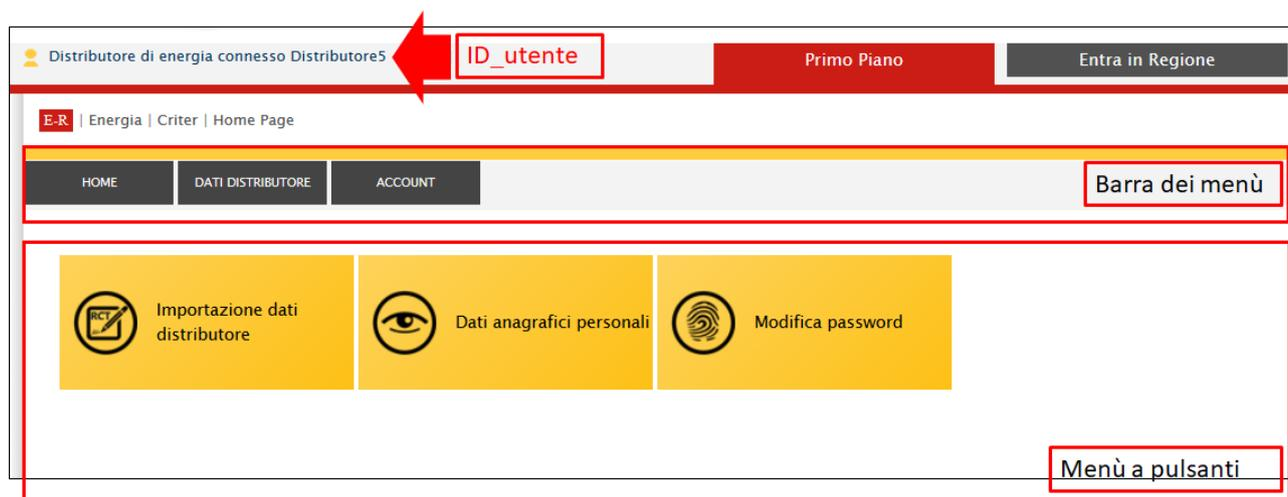 Distributore di energia connesso Distributore5
ID_utente
Primo Piano
Entra in Regione
E-R | Energia | Criter | Home Page
HOME
DATI DISTRIBUTORE
ACCOUNT
Barra dei menù
RCT
Importazione dati
distributore
Dati anagrafici personali
Modifica password
Menù a pulsanti